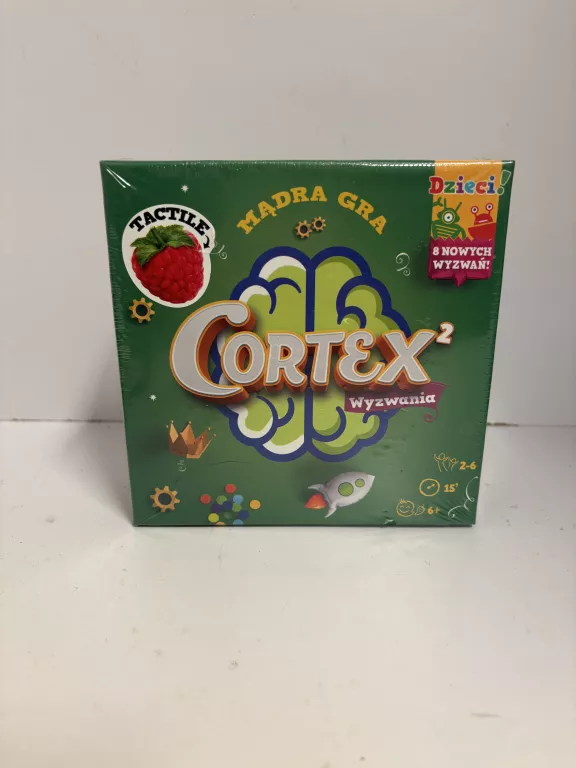 TACTILE
MĄDRA GRA
Dzieci!
8 NOWYCH
WYZWAŃ!
CORTEX²
Wyzwania
2-6
15'
6+